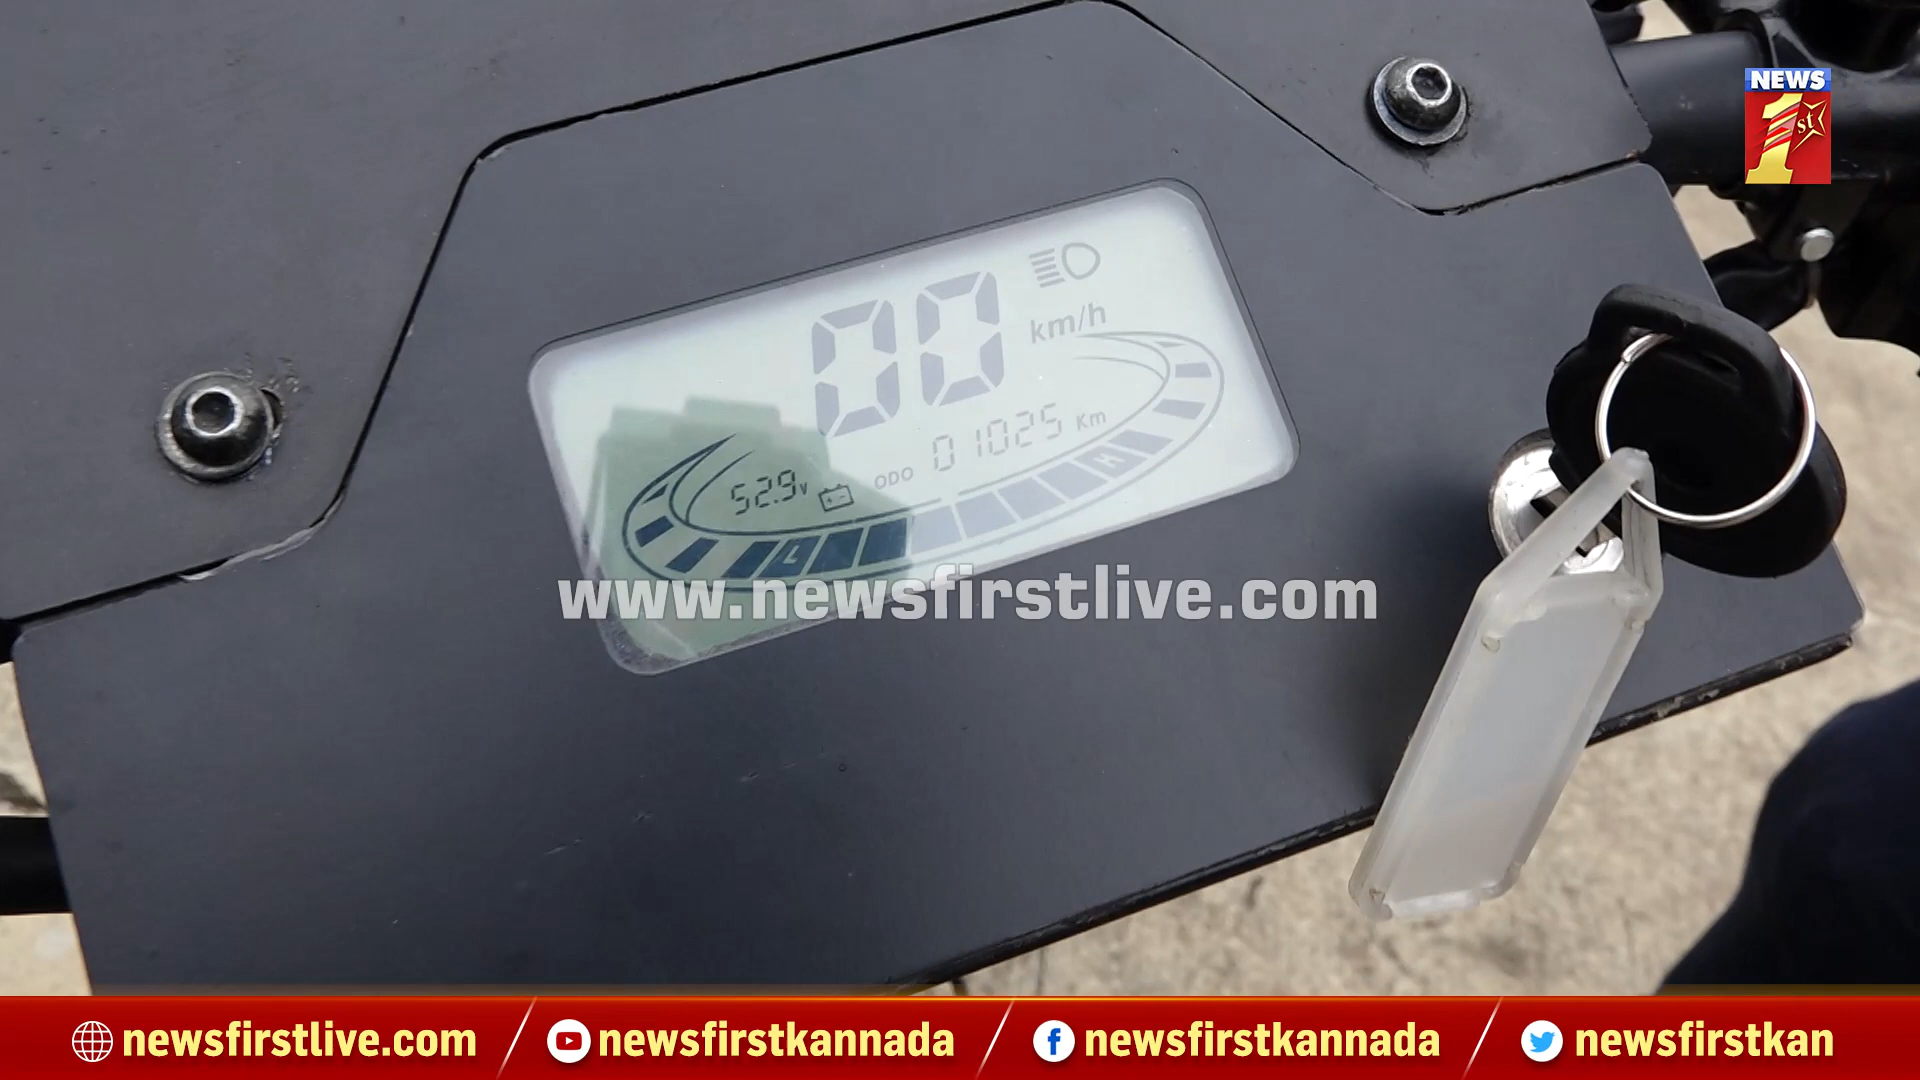 NEWS
1st
00
km/h
52.9v
ODO 01025 Km
L
H
www.newsfirstlive.com
newsfirstlive.com
newsfirstkannada
newsfirstkannada
newsfirstkan